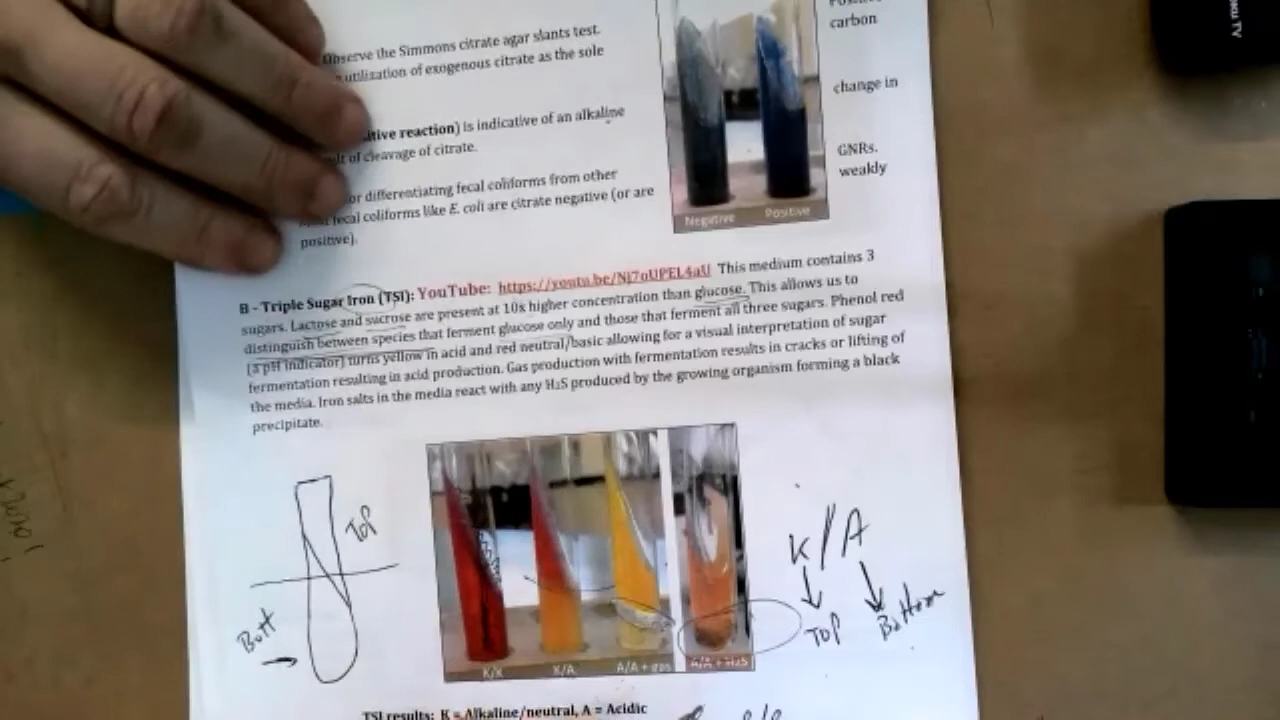 carbon
Observe the Simmons citrate agar slants test.
utilization of exogenous citrate as the sole
change in
reaction) is indicative of an alkaline
of cleavage of citrate.
GNRs.
weakly
or differentiating fecal coliforms from other
fecal coliforms like E. coli are citrate negative (or are
positive).
Negative Positive
B - Triple Sugar Iron (TSI): YouTube: https://youtu.be/Nj7oUPEL4aU This medium contains 3
sugars. Lactose and sucrose are present at 10x higher concentration than glucose. This allows us to
distinguish between species that ferment glucose only and those that ferment all three sugars. Phenol red
(a pH indicator) turns yellow in acid and red neutral/basic allowing for a visual interpretation of sugar
fermentation resulting in acid production. Gas production with fermentation results in cracks or lifting of
the media. Iron salts in the media react with any H₂S produced by the growing organism forming a black
precipitate.
Top
Butt
K/A
Top Bottom
K/K K/A A/A + gas A/A + H₂S
TSI results: K = Alkaline/neutral, A = Acidic